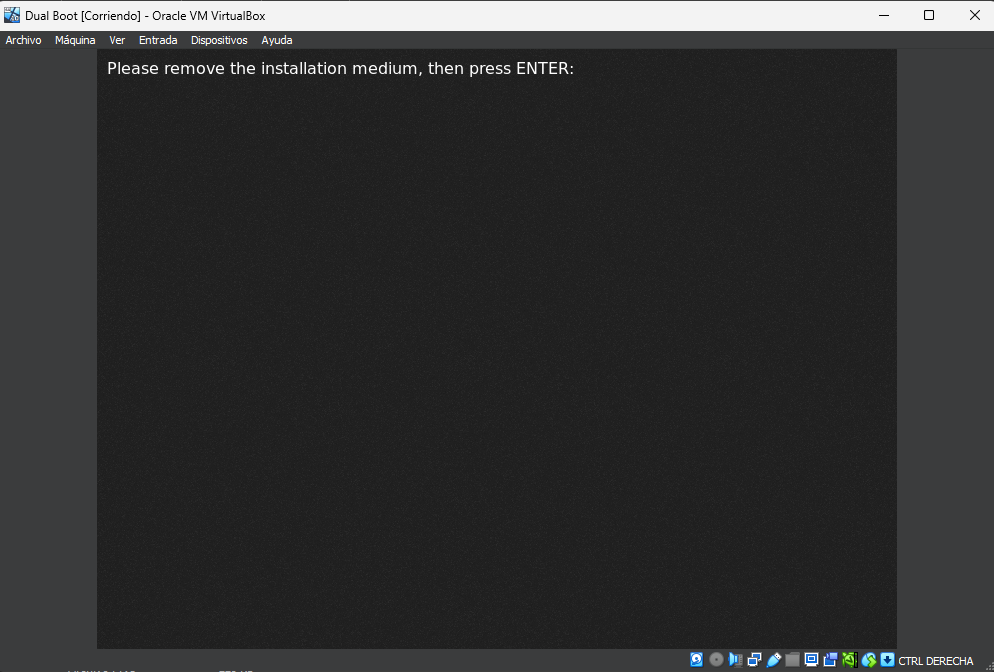 Dual Boot [Corriendo] - Oracle VM VirtualBox
Archivo Máquina Ver Entrada Dispositivos Ayuda
Please remove the installation medium, then press ENTER:
CTRL DERECHA